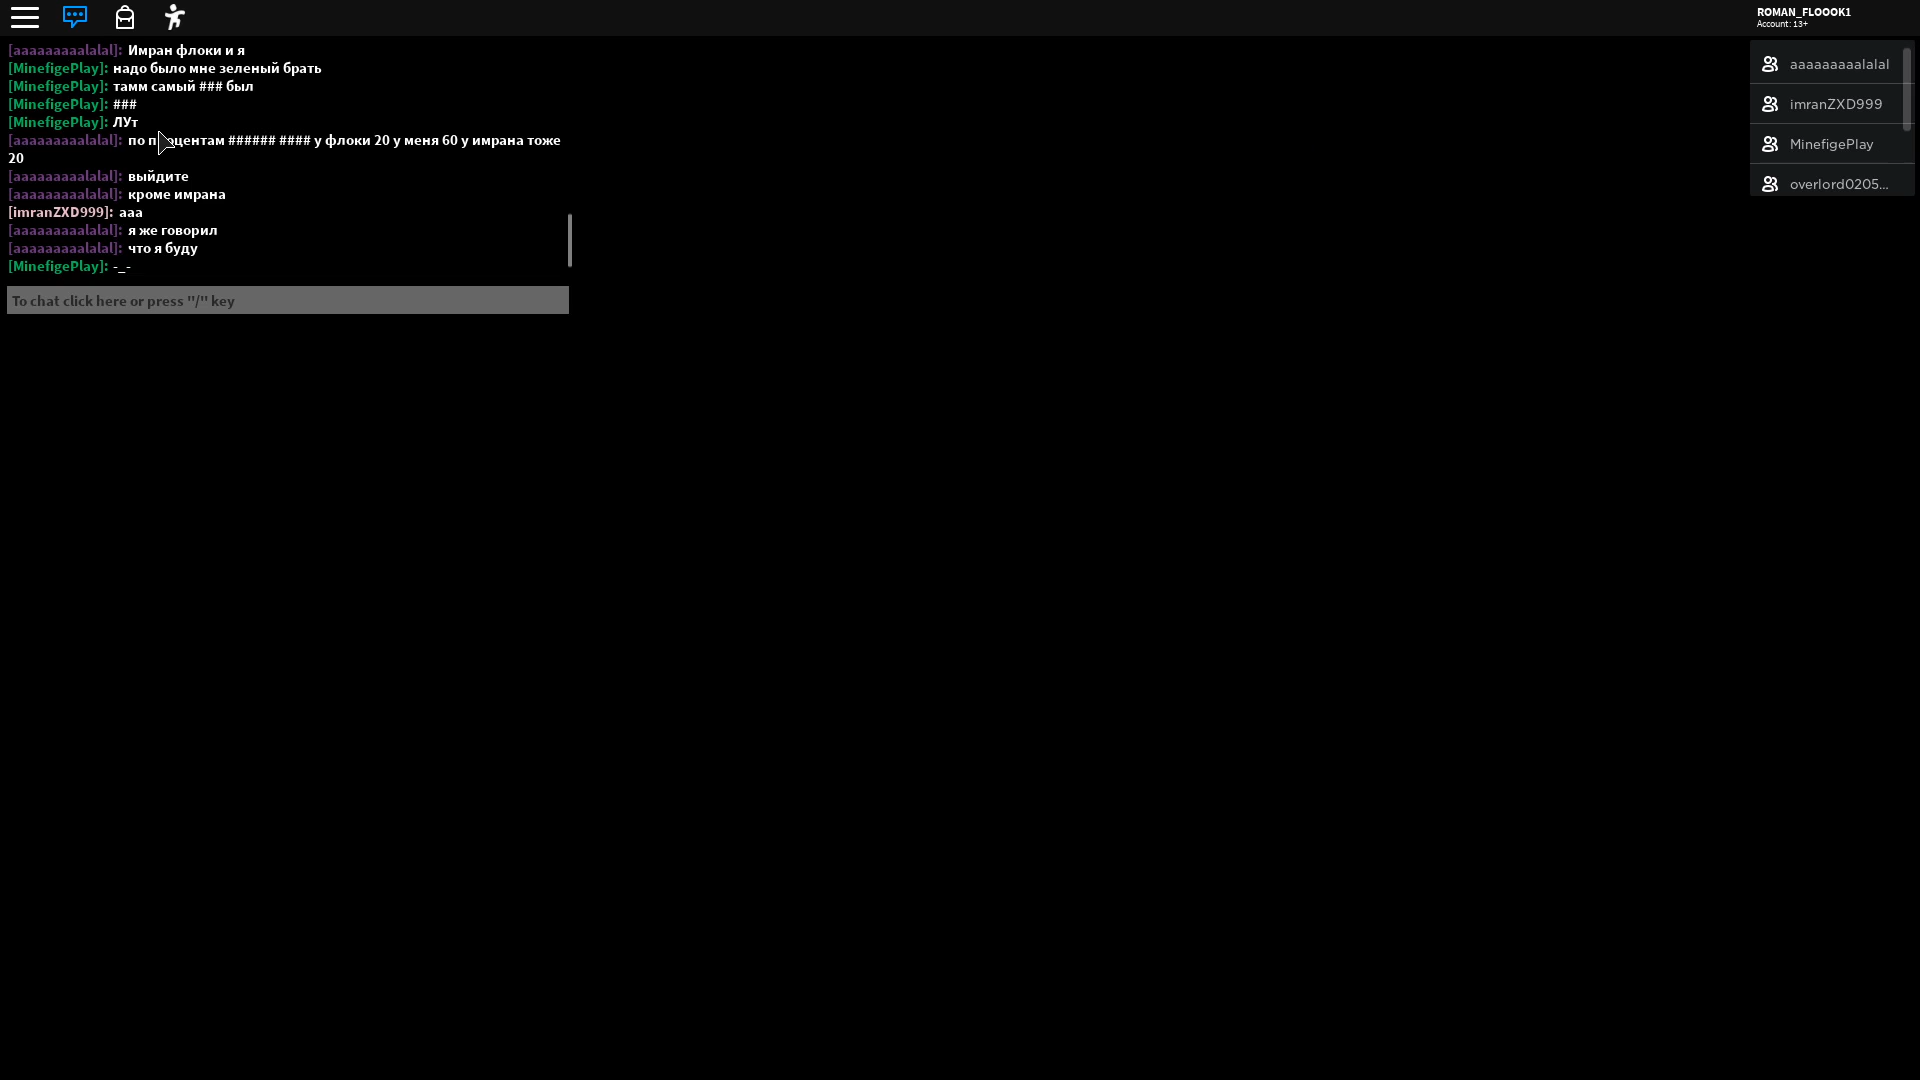 ROMAN_FLOOOK1
Account: 13+
[aaaaaaaaalalal]: Имран флоки и я
[MinefigePlay]: надо было мне зеленый брать
[MinefigePlay]: тамм самый ### был
[MinefigePlay]: ###
[MinefigePlay]: ЛУт
[aaaaaaaaalalal]: по процентам ###### #### у флоки 20 у меня 60 у имрана тоже
20
[aaaaaaaaalalal]: выйдите
[aaaaaaaaalalal]: кроме имрана
[imranZXD999]: ааа
[aaaaaaaaalalal]: я же говорил
[aaaaaaaaalalal]: что я буду
[MinefigePlay]: -_-
To chat click here or press "/" key
aaaaaaaaalalal
imranZXD999
MinefigePlay
overlord0205...